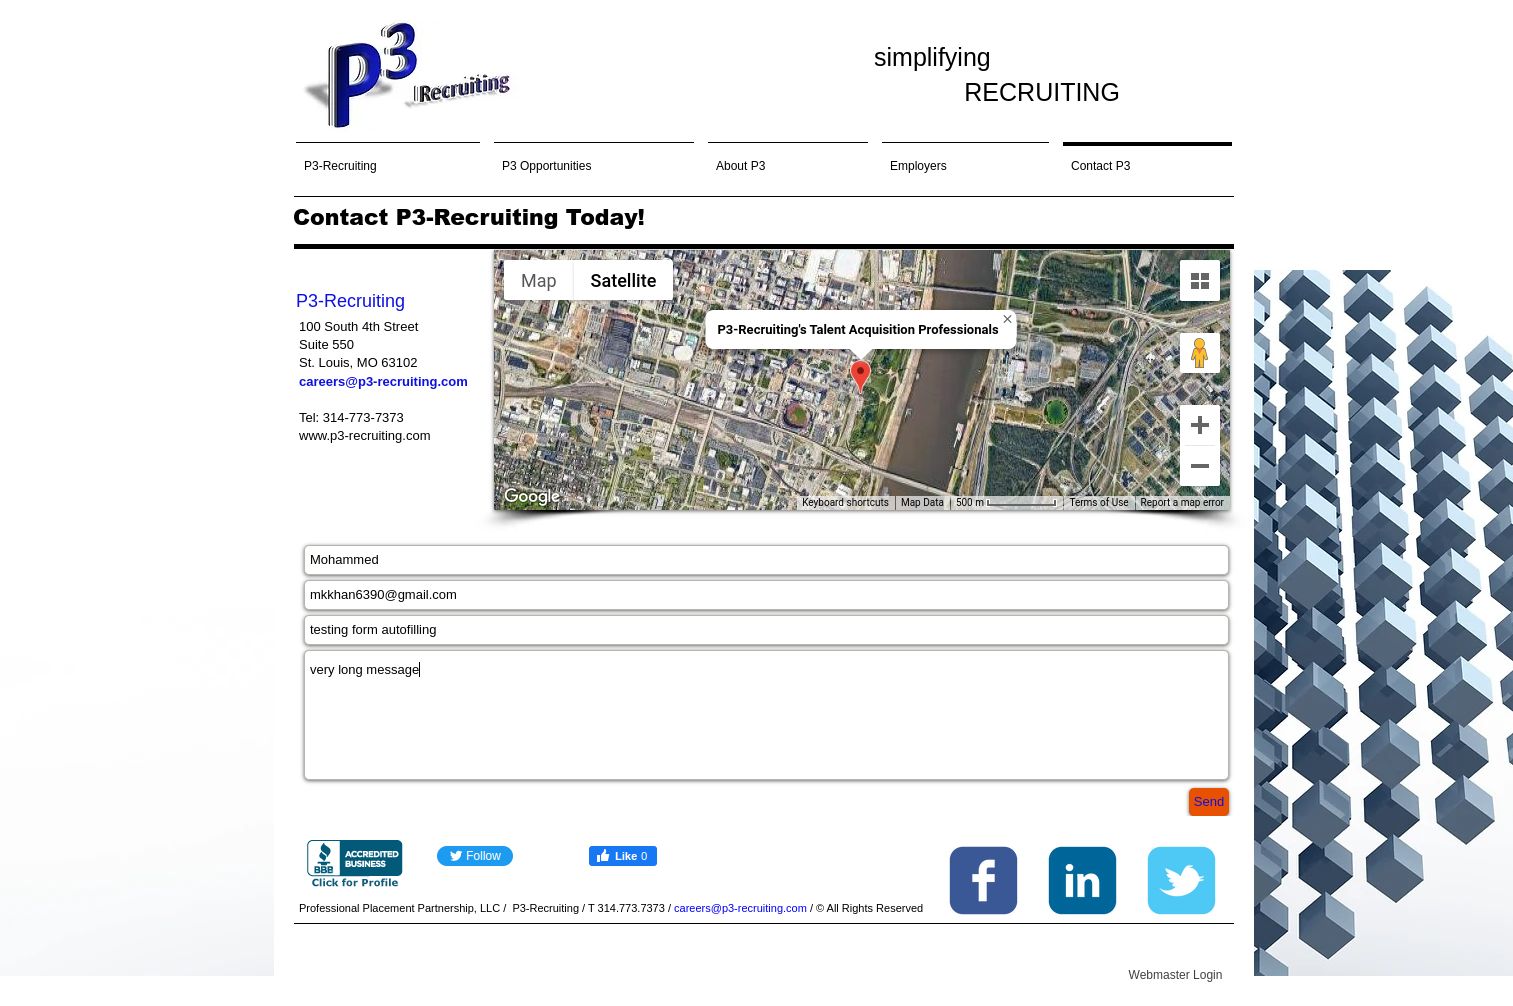 P3 Recruiting
simplifying
RECRUITING
P3-Recruiting
P3 Opportunities
About P3
Employers
Contact P3
Contact P3-Recruiting Today!
P3-Recruiting
100 South 4th Street
Suite 550
St. Louis, MO 63102
careers@p3-recruiting.com
Tel: 314-773-7373
www.p3-recruiting.com
Map
Satellite
P3-Recruiting's Talent Acquisition Professionals
Google
Keyboard shortcuts
Map Data
500 m
Terms of Use
Report a map error
Mohammed
mkkhan6390@gmail.com
testing form autofilling
very long message
Send
BBB
ACCREDITED
BUSINESS
Click for Profile
Follow
Like 0
in
Professional Placement Partnership, LLC / P3-Recruiting / T 314.773.7373 / careers@p3-recruiting.com / © All Rights Reserved
Webmaster Login